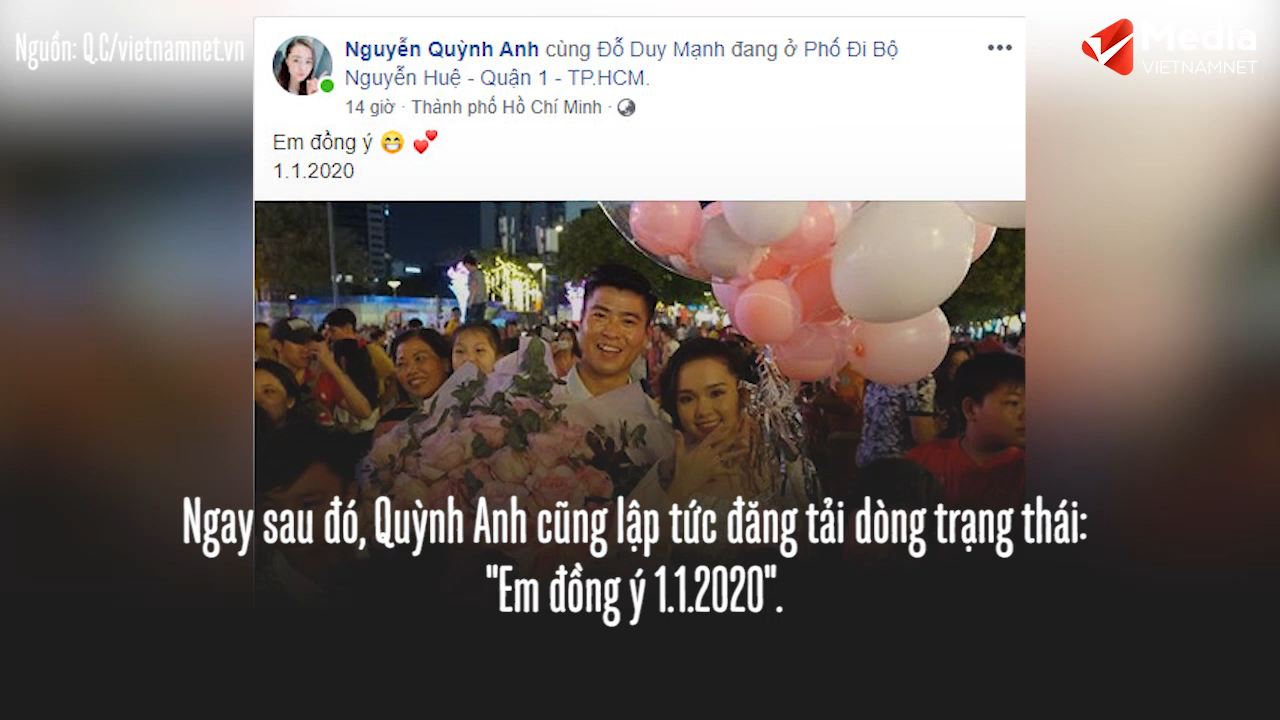 Nguồn: Q.C/vietnamnet.vn
Media
VIETNAMNET
Nguyễn Quỳnh Anh cùng Đỗ Duy Mạnh đang ở Phố Đi Bộ
Nguyễn Huệ - Quận 1 - TP.HCM.
14 giờ · Thành phố Hồ Chí Minh ·
Em đồng ý 😁 💕
1.1.2020
Ngay sau đó, Quỳnh Anh cũng lập tức đăng tải dòng trạng thái:
"Em đồng ý 1.1.2020".